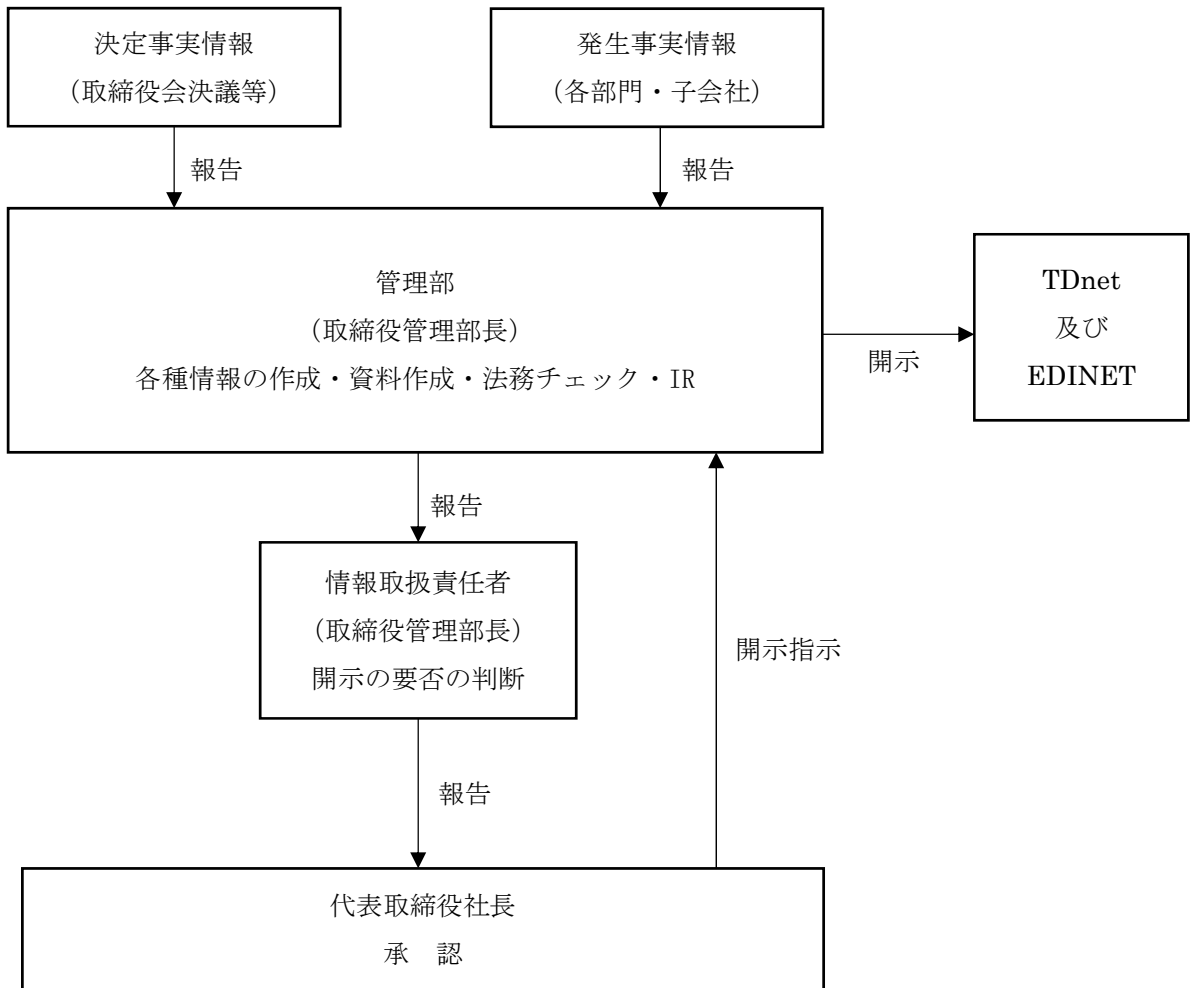 決定事実情報
（取締役会決議等）
発生事実情報
（各部門・子会社）
報告
報告
管理部
（取締役管理部長）
各種情報の作成・資料作成・法務チェック・IR
TDnet
及び
EDINET
開示
報告
情報取扱責任者
（取締役管理部長）
開示の要否の判断
開示指示
報告
代表取締役社長
承　認